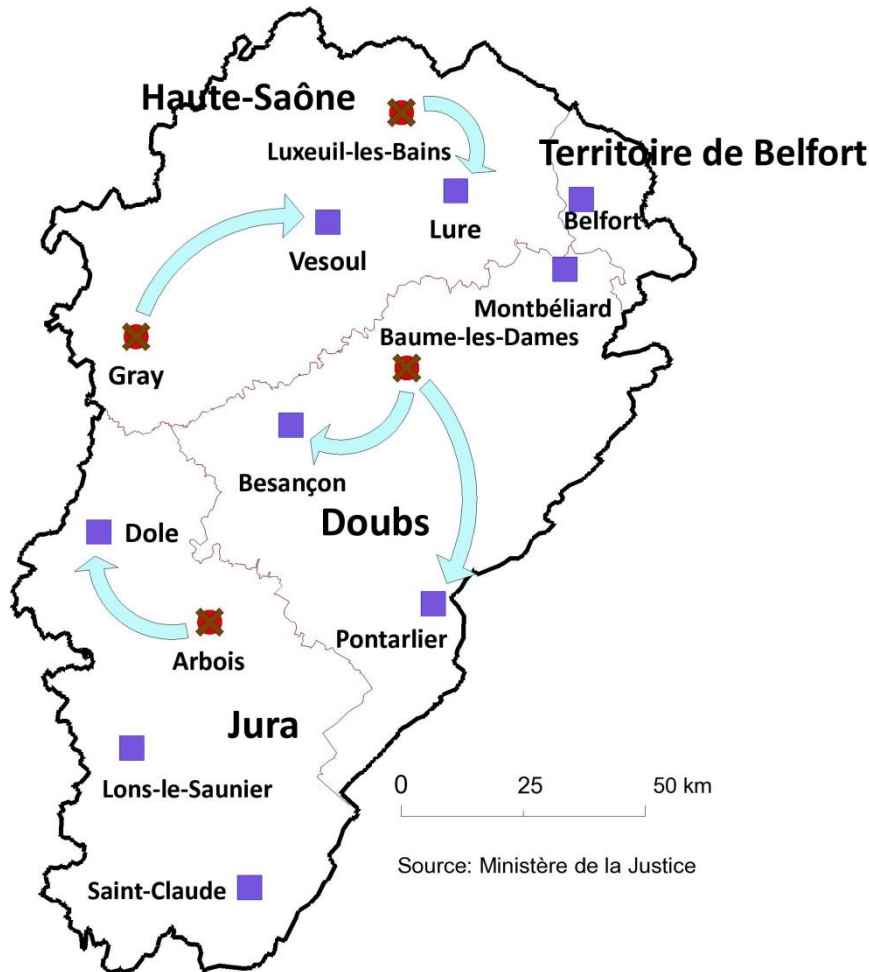 Haute-Saône
Luxeuil-les-Bains
Territoire de Belfort
Lure
Belfort
Vesoul
Montbéliard
Baume-les-Dames
Gray
Besançon
Doubs
Dole
Pontarlier
Arbois
Jura
Lons-le-Saunier
0 25 50 km
Source: Ministère de la Justice
Saint-Claude